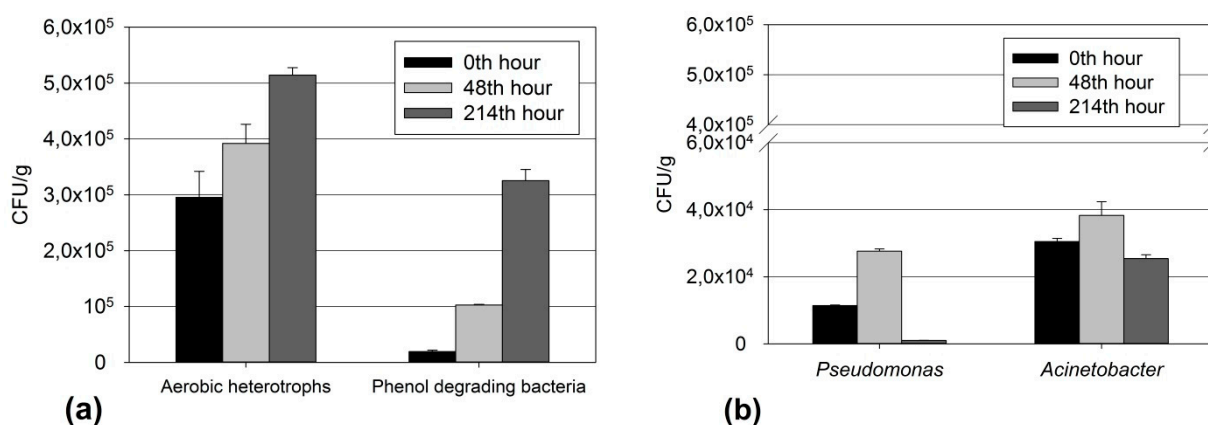 6,0x10⁵
5,0x10⁵
4,0x10⁵
3,0x10⁵
2,0x10⁵
10⁵
0
CFU/g
0th hour
48th hour
214th hour
Aerobic heterotrophs
Phenol degrading bacteria
(a)
6,0x10⁵
5,0x10⁵
4,0x10⁵
6,0x10⁴
4,0x10⁴
2,0x10⁴
0
CFU/g
0th hour
48th hour
214th hour
Pseudomonas
Acinetobacter
(b)